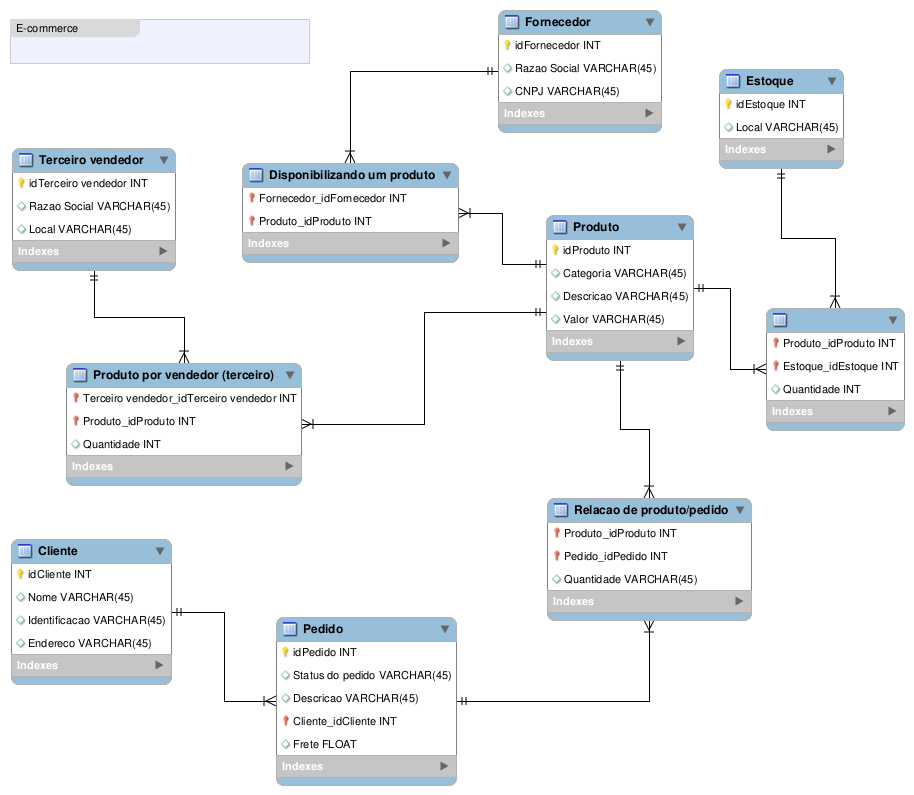 E-commerce
Fornecedor
idFornecedor INT
Razao Social VARCHAR(45)
CNPJ VARCHAR(45)
Indexes
Estoque
idEstoque INT
Local VARCHAR(45)
Indexes
Terceiro vendedor
idTerceiro vendedor INT
Razao Social VARCHAR(45)
Local VARCHAR(45)
Indexes
Disponibilizando um produto
Fornecedor_idFornecedor INT
Produto_idProduto INT
Indexes
Produto
idProduto INT
Categoria VARCHAR(45)
Descricao VARCHAR(45)
Valor VARCHAR(45)
Indexes
Produto_idProduto INT
Estoque_idEstoque INT
Quantidade INT
Indexes
Produto por vendedor (terceiro)
Terceiro vendedor_idTerceiro vendedor INT
Produto_idProduto INT
Quantidade INT
Indexes
Relacao de produto/pedido
Produto_idProduto INT
Pedido_idPedido INT
Quantidade VARCHAR(45)
Indexes
Cliente
idCliente INT
Nome VARCHAR(45)
Identificacao VARCHAR(45)
Endereco VARCHAR(45)
Indexes
Pedido
idPedido INT
Status do pedido VARCHAR(45)
Descricao VARCHAR(45)
Cliente_idCliente INT
Frete FLOAT
Indexes